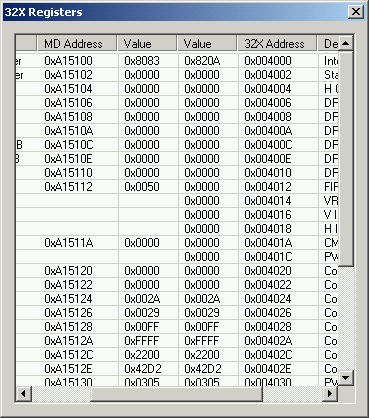 32X Registers
MD Address Value Value 32X Address De
er 0xA15100 0x8083 0x820A 0x004000 Inte
er 0xA15102 0x0000 0x0000 0x004002 Sta
0xA15104 0x0000 0x0000 0x004004 H C
0xA15106 0x0000 0x0000 0x004006 DF
0xA15108 0x0000 0x0000 0x004008 DF
0xA1510A 0x0000 0x0000 0x00400A DF
B 0xA1510C 0x0000 0x0000 0x00400C DF
B 0xA1510E 0x0000 0x0000 0x00400E DF
0xA15110 0x0000 0x0000 0x004010 DF
0xA15112 0x0050 0x0000 0x004012 FIF
0x0000 0x004014 VR
0x0000 0x004016 V I
0x0000 0x004018 H I
0xA1511A 0x0000 0x0000 0x00401A CM
0x0000 0x00401C PW
0xA15120 0x0000 0x0000 0x004020 Co
0xA15122 0x0000 0x0000 0x004022 Co
0xA15124 0x002A 0x002A 0x004024 Co
0xA15126 0x0029 0x0029 0x004026 Co
0xA15128 0x00FF 0x00FF 0x004028 Co
0xA1512A 0xFFFF 0xFFFF 0x00402A Co
0xA1512C 0x2200 0x2200 0x00402C Co
0xA1512E 0x42D2 0x42D2 0x00402E Co
0xA15130 0x0305 0x0305 0x004030 PW